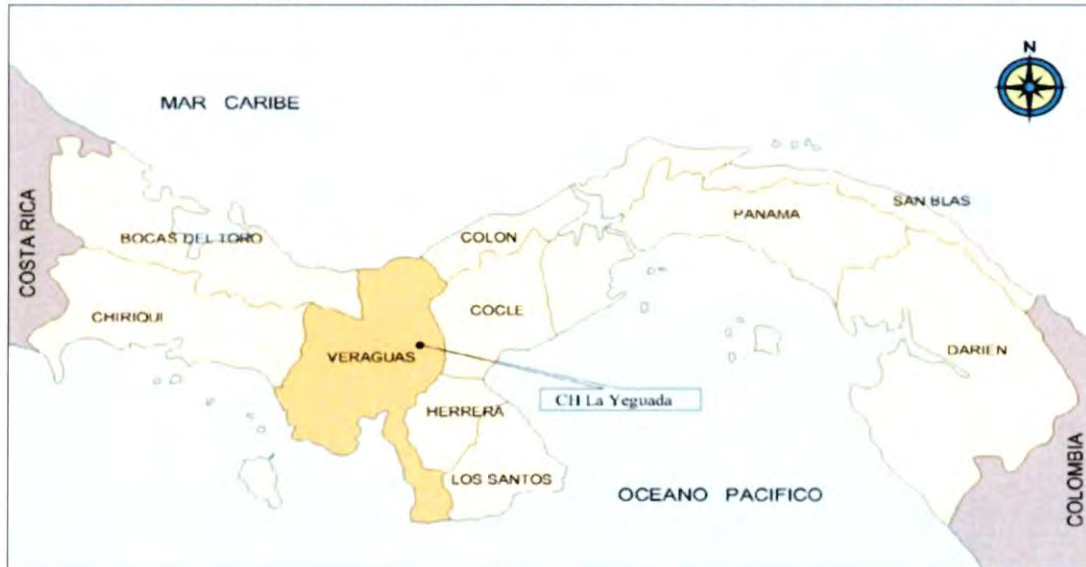 N
MAR CARIBE
COSTA RICA
SAN BLAS
PANAMA
BOCAS DEL TORO
COLON
COCLE
CHIRIQUI
VERAGUAS
DARIEN
CH La Yeguada
HERRERA
LOS SANTOS
OCEANO PACIFICO
COLOMBIA